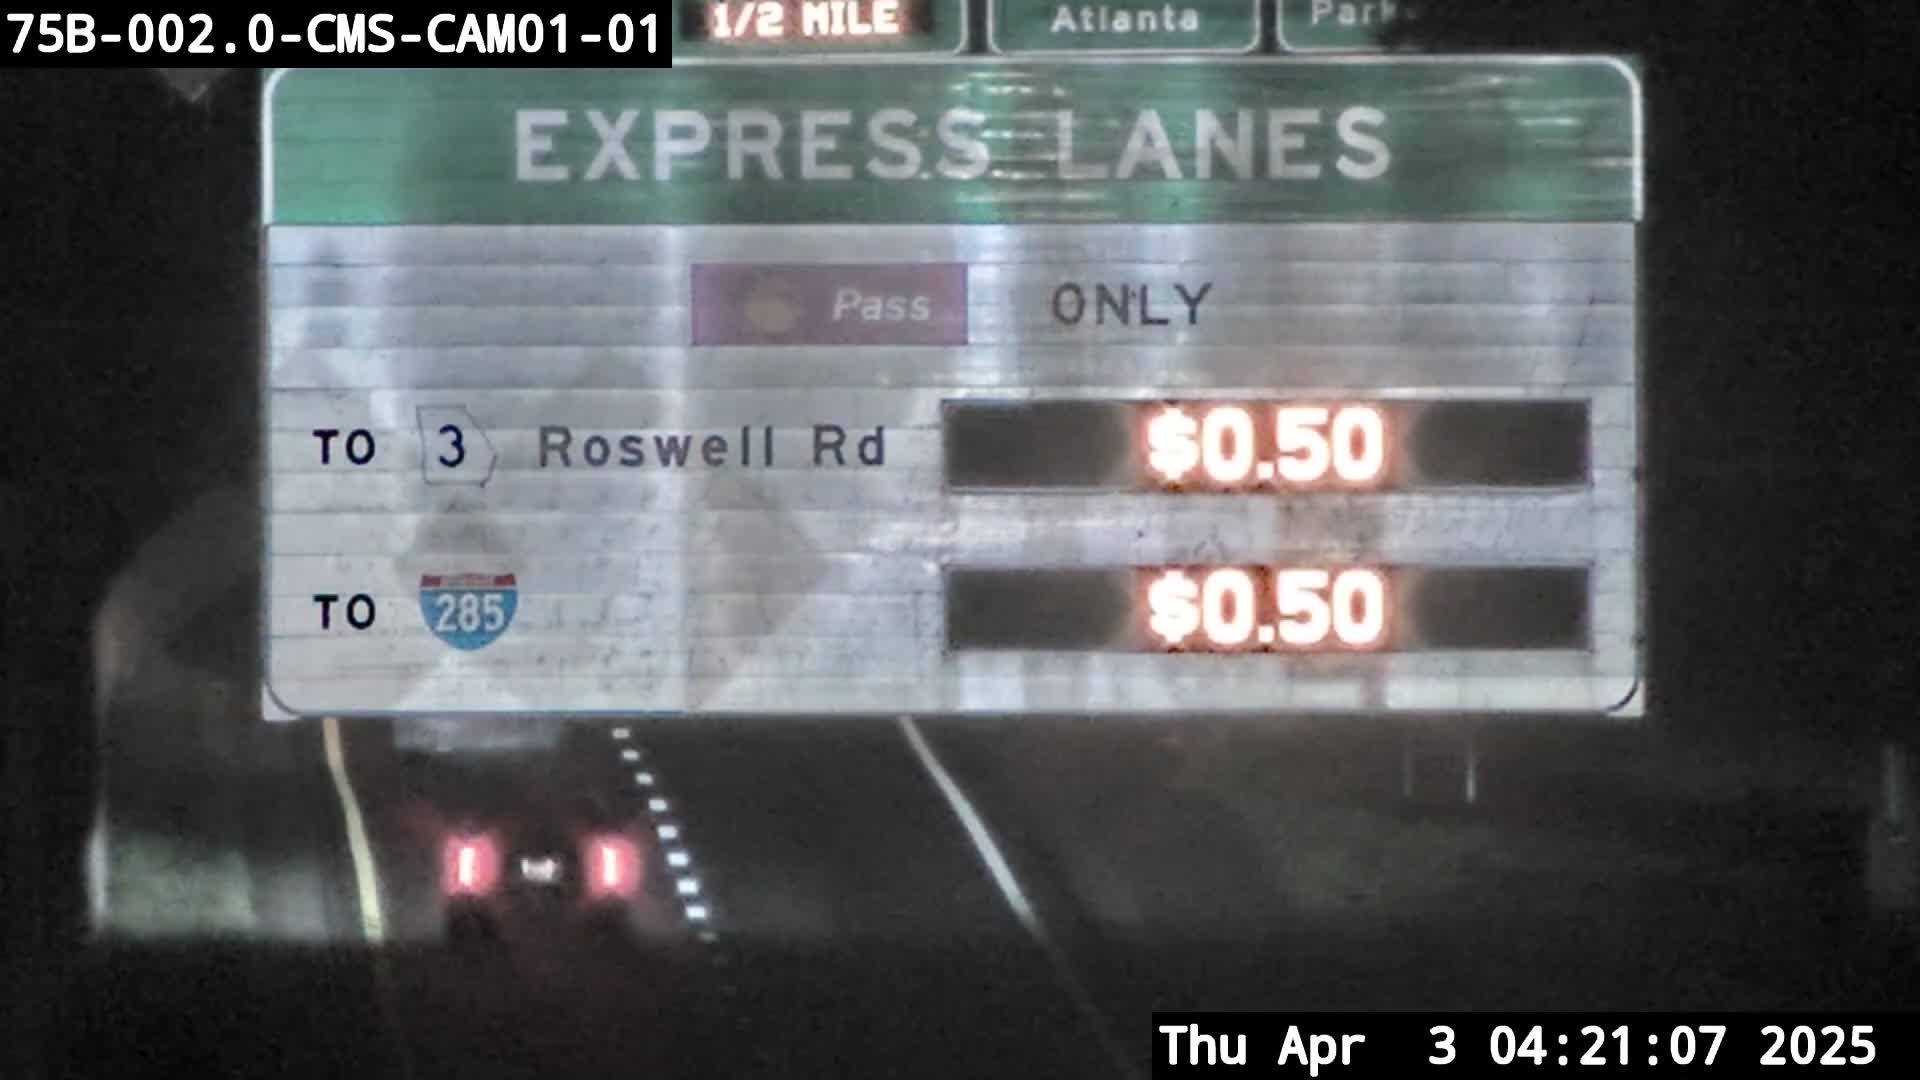 75B-002.0-CMS-CAM01-01
1/2 MILE
Atlanta
Park
EXPRESS LANES
Pass ONLY
TO 3 Roswell Rd $0.50
TO 285 $0.50
Thu Apr 3 04:21:07 2025